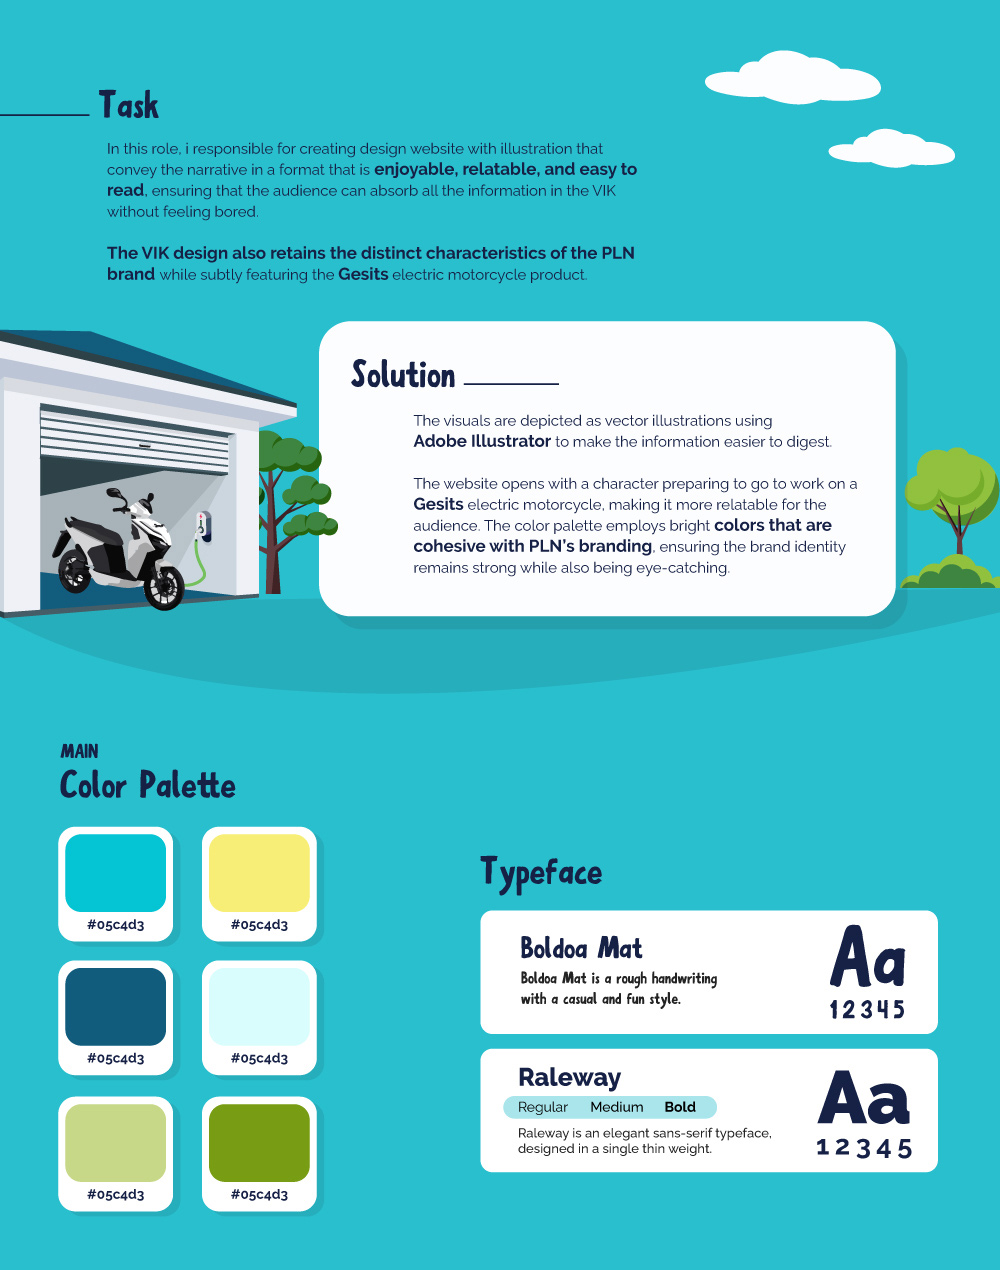 Task
In this role, i responsible for creating design website with illustration that
convey the narrative in a format that is enjoyable, relatable, and easy to
read, ensuring that the audience can absorb all the information in the VIK
without feeling bored.
The VIK design also retains the distinct characteristics of the PLN
brand while subtly featuring the Gesits electric motorcycle product.
Solution
The visuals are depicted as vector illustrations using
Adobe Illustrator to make the information easier to digest.
The website opens with a character preparing to go to work on a
Gesits electric motorcycle, making it more relatable for the
audience. The color palette employs bright colors that are
cohesive with PLN's branding, ensuring the brand identity
remains strong while also being eye-catching.
MAIN
Color Palette
#05c4d3
#05c4d3
#05c4d3
#05c4d3
#05c4d3
#05c4d3
Typeface
Boldoa Mat
Boldoa Mat is a rough handwriting
with a casual and fun style.
Aa
12345
Raleway
Regular Medium Bold
Raleway is an elegant sans-serif typeface,
designed in a single thin weight.
Aa
12345